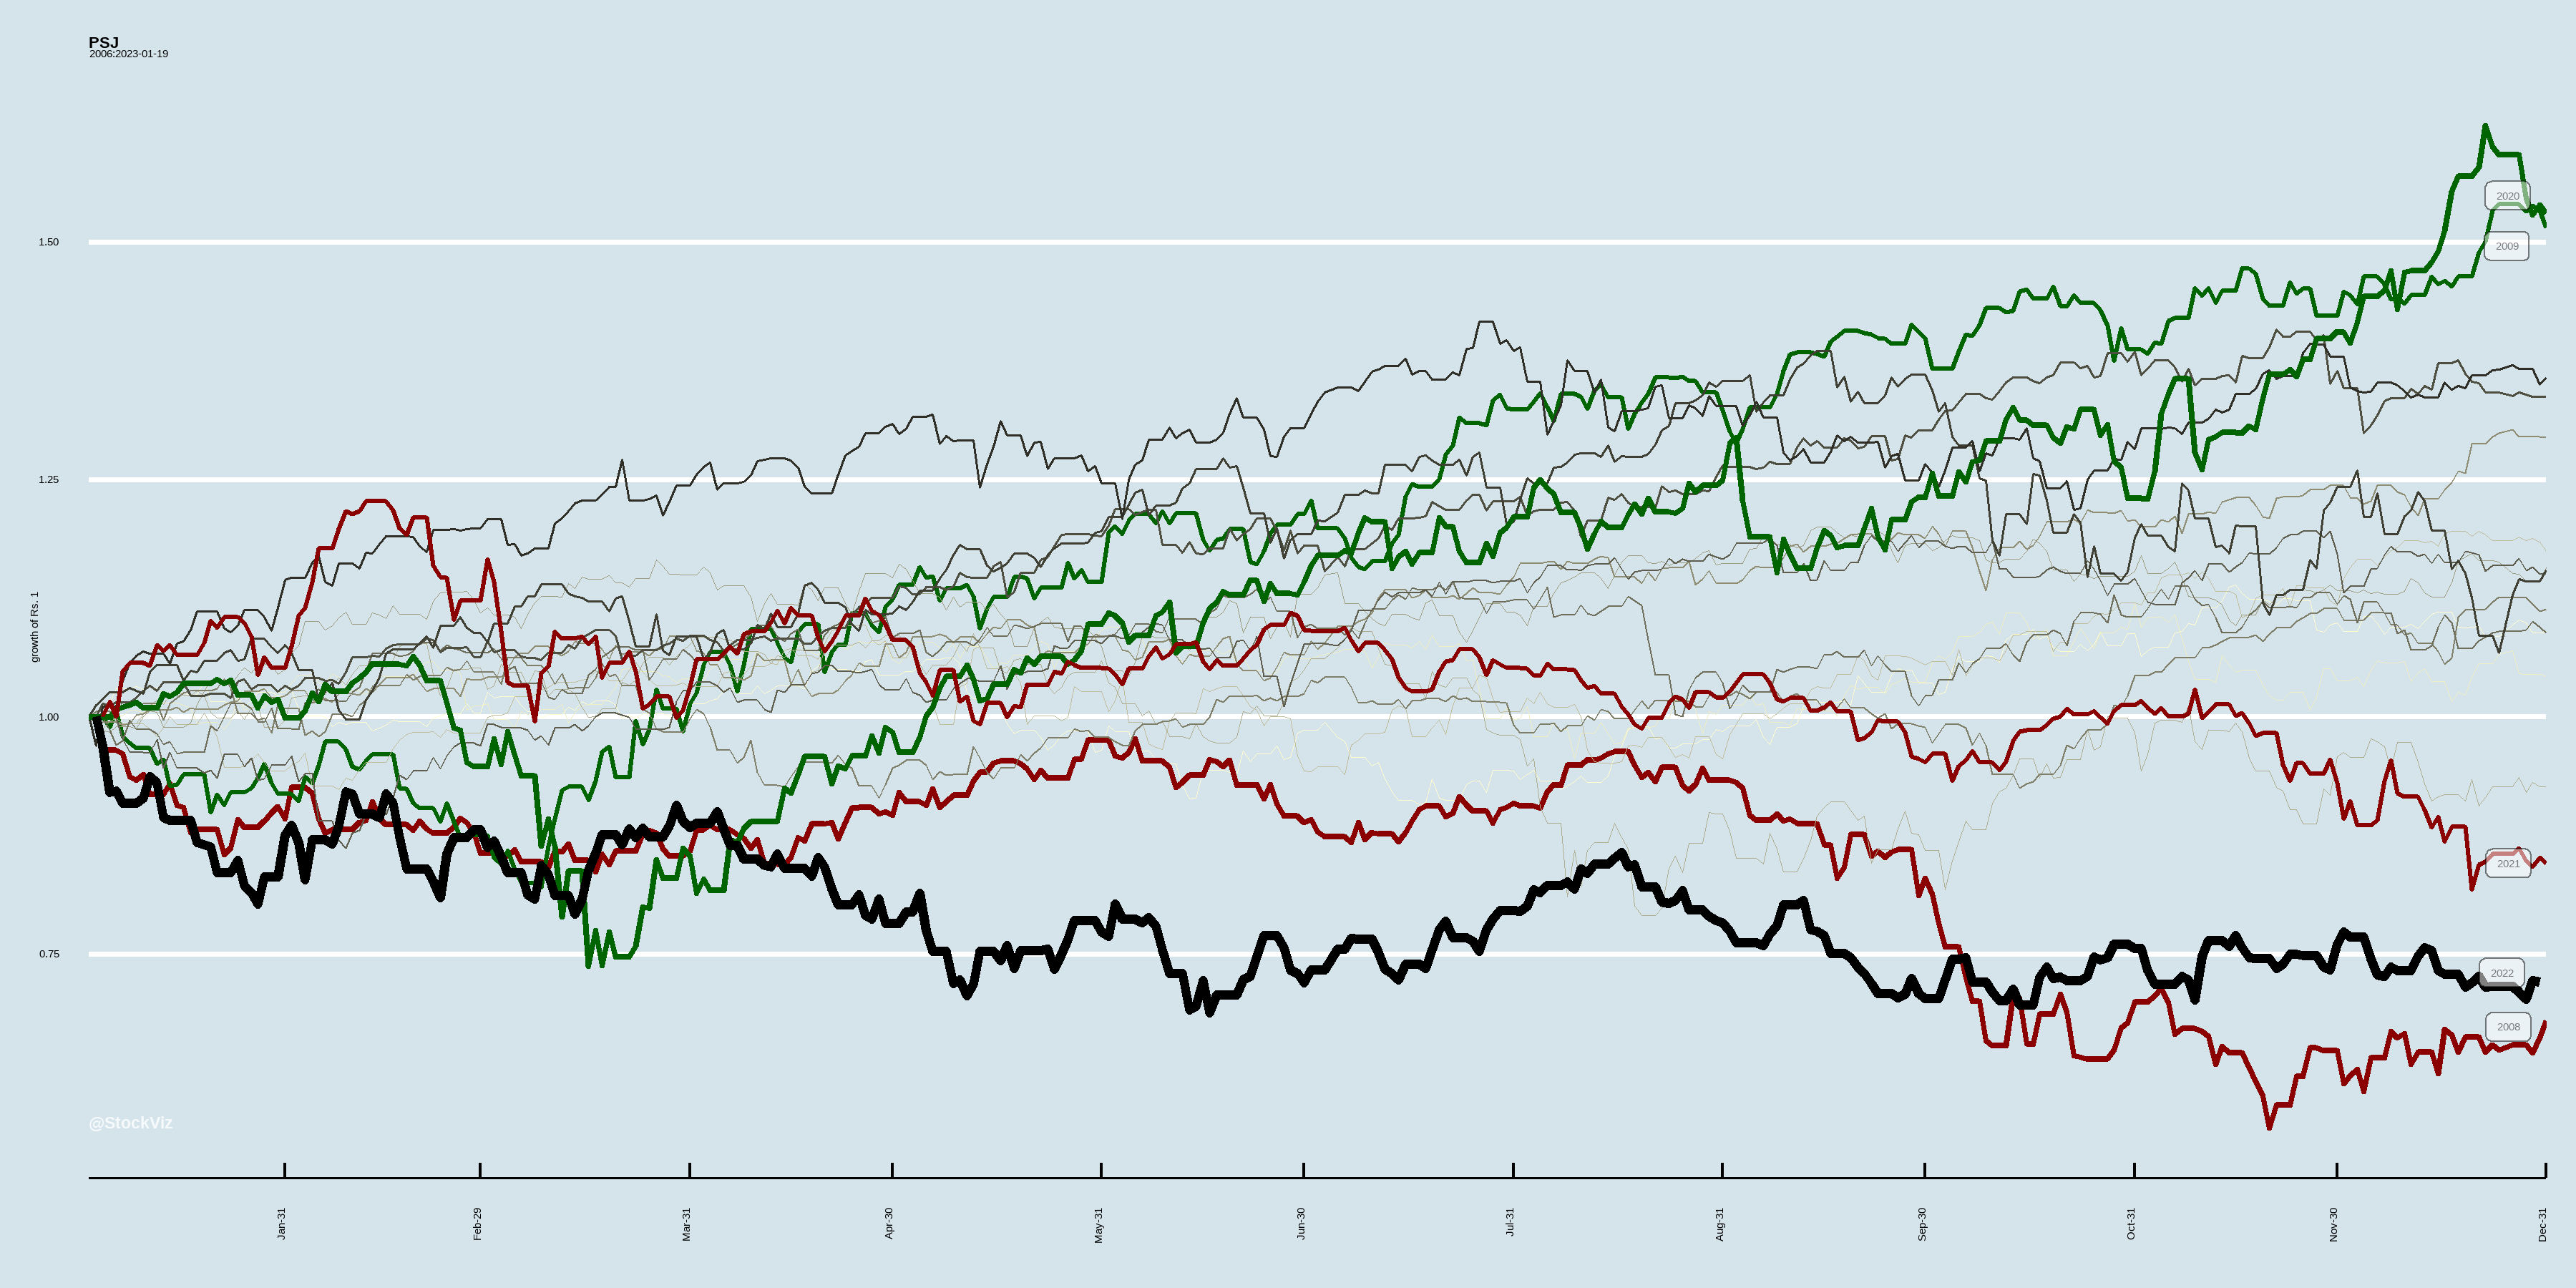 PSJ
2006:2023-01-19
growth of Rs. 1
1.50
1.25
1.00
0.75
2020
2009
2021
2022
2008
@StockViz
Jan-31
Feb-29
Mar-31
Apr-30
May-31
Jun-30
Jul-31
Aug-31
Sep-30
Oct-31
Nov-30
Dec-31